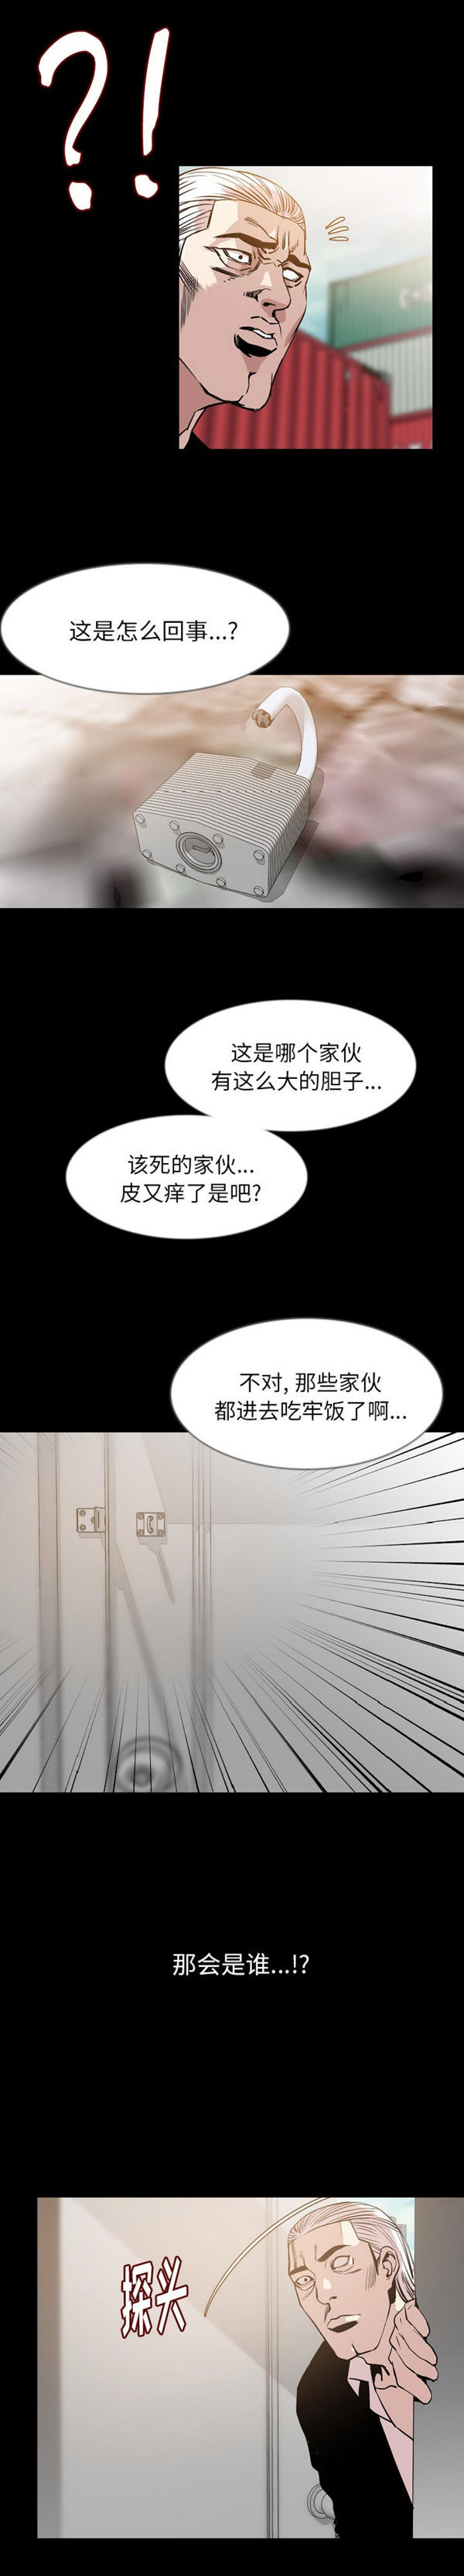 ?!
这是怎么回事...?
这是哪个家伙
有这么大的胆子...
该死的家伙...
皮又痒了是吧?
不对, 那些家伙
都进去吃牢饭了啊...
那会是谁...!?
探头